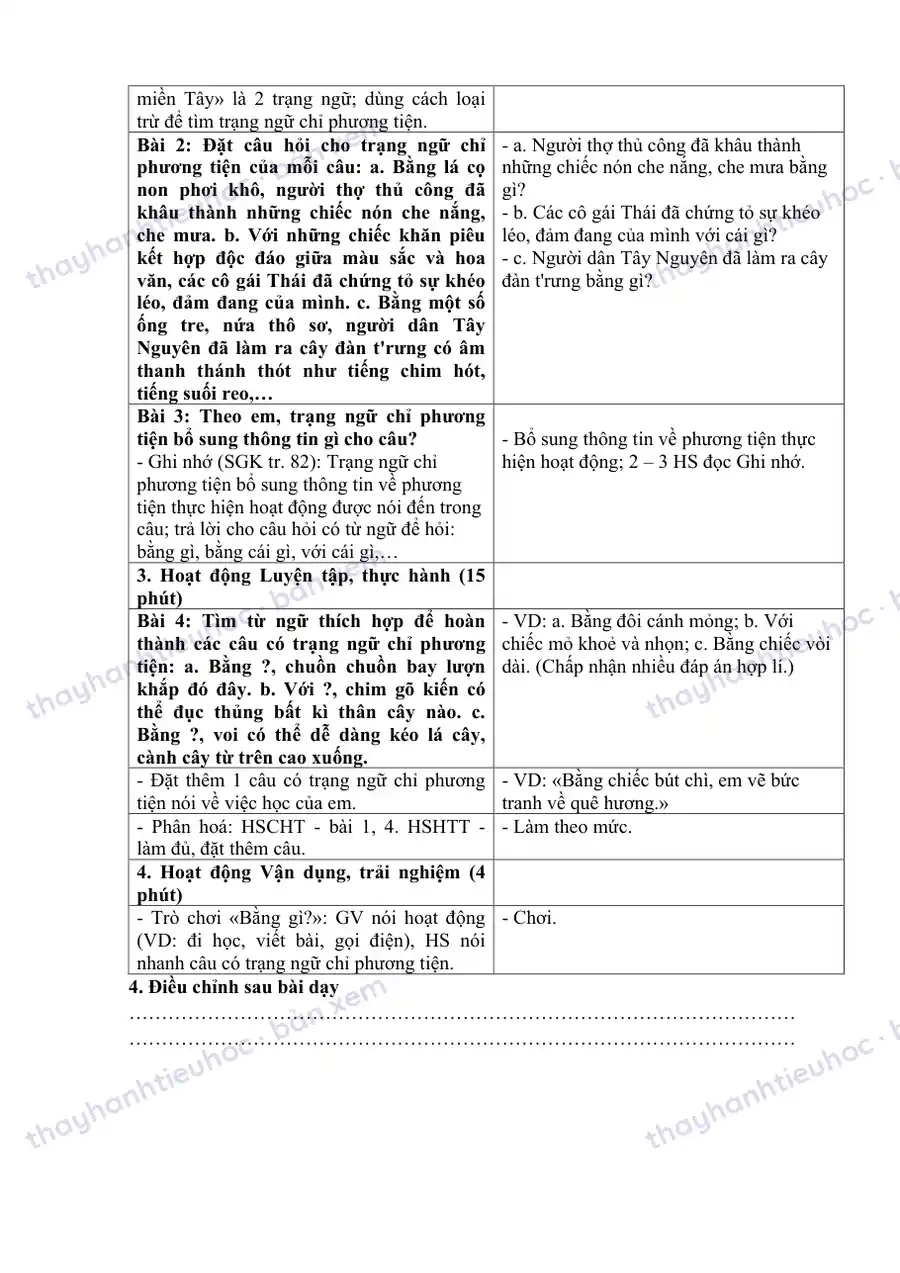 miền Tây» là 2 trạng ngữ; dùng cách loại
trừ để tìm trạng ngữ chỉ phương tiện.
Bài 2: Đặt câu hỏi cho trạng ngữ chỉ
phương tiện của mỗi câu: a. Bằng lá cọ
non phơi khô, người thợ thủ công đã
khâu thành những chiếc nón che nắng,
che mưa. b. Với những chiếc khăn piêu
kết hợp độc đáo giữa màu sắc và hoa
văn, các cô gái Thái đã chứng tỏ sự khéo
léo, đảm đang của mình. c. Bằng một số
ống tre, nứa thô sơ, người dân Tây
Nguyên đã làm ra cây đàn t'rưng có âm
thanh thánh thót như tiếng chim hót,
tiếng suối reo,…
- a. Người thợ thủ công đã khâu thành
những chiếc nón che nắng, che mưa bằng
gì?
- b. Các cô gái Thái đã chứng tỏ sự khéo
léo, đảm đang của mình với cái gì?
- c. Người dân Tây Nguyên đã làm ra cây
đàn t'rưng bằng gì?
Bài 3: Theo em, trạng ngữ chỉ phương
tiện bổ sung thông tin gì cho câu?
- Ghi nhớ (SGK tr. 82): Trạng ngữ chỉ
phương tiện bổ sung thông tin về phương
tiện thực hiện hoạt động được nói đến trong
câu; trả lời cho câu hỏi có từ ngữ để hỏi:
bằng gì, bằng cái gì, với cái gì,…
- Bổ sung thông tin về phương tiện thực
hiện hoạt động; 2 – 3 HS đọc Ghi nhớ.
3. Hoạt động Luyện tập, thực hành (15
phút)
Bài 4: Tìm từ ngữ thích hợp để hoàn
thành các câu có trạng ngữ chỉ phương
tiện: a. Bằng ?, chuồn chuồn bay lượn
khắp đó đây. b. Với ?, chim gõ kiến có
thể đục thủng bất kì thân cây nào. c.
Bằng ?, voi có thể dễ dàng kéo lá cây,
cành cây từ trên cao xuống.
- VD: a. Bằng đôi cánh mỏng; b. Với
chiếc mỏ khoẻ và nhọn; c. Bằng chiếc vòi
dài. (Chấp nhận nhiều đáp án hợp lí.)
- Đặt thêm 1 câu có trạng ngữ chỉ phương
tiện nói về việc học của em.
- VD: «Bằng chiếc bút chì, em vẽ bức
tranh về quê hương.»
- Phân hoá: HSCHT - bài 1, 4. HSHTT -
làm đủ, đặt thêm câu.
- Làm theo mức.
4. Hoạt động Vận dụng, trải nghiệm (4
phút)
- Trò chơi «Bằng gì?»: GV nói hoạt động
(VD: đi học, viết bài, gọi điện), HS nói
nhanh câu có trạng ngữ chỉ phương tiện.
- Chơi.
4. Điều chỉnh sau bài dạy
……………………………………………………………………………………
……………………………………………………………………………………
thayhanhtieuhoc · bản xem
thayhanhtieuhoc · b
thayhanhtieuhoc · bản xem
thayhanhtieuhoc · b
thayhanhtieuhoc · bản xem
thayhanhtieuhoc · b